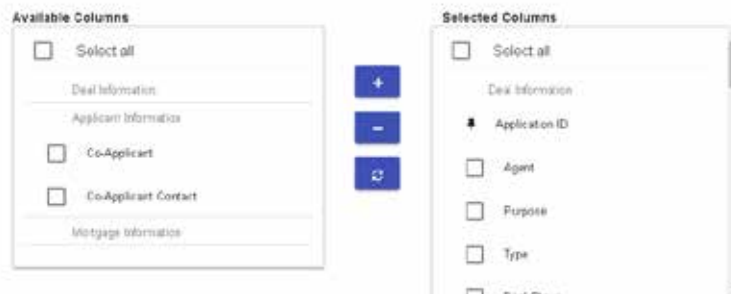 Available Columns
Select all
Deal Information
Applicant Information
Co-Applicant
Co-Applicant Contact
Mortgage Information
+
–
Selected Columns
Select all
Deal Information
Application ID
Agent
Purpose
Type